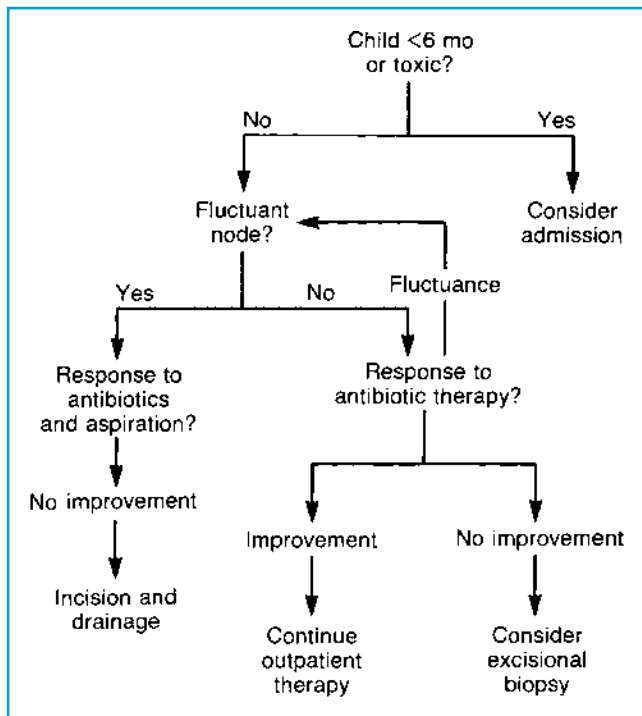 Child <6 mo
or toxic?
No
Yes
Fluctuant
node?
Consider
admission
Fluctuance
Yes
No
Response to
antibiotics
and aspiration?
Response to
antibiotic therapy?
No improvement
Improvement
No improvement
Incision and
drainage
Continue
outpatient
therapy
Consider
excisional
biopsy